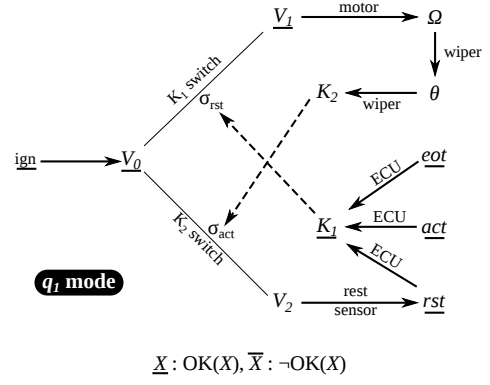 V₁
motor
Ω
K₁ switch
wiper
σrst
K₂
wiper
θ
ign
V₀
eot
ECU
K₁
ECU
act
σact
K₂ switch
ECU
q₁ mode
V₂
rest
sensor
rst
X : OK(X), X̅ : ¬OK(X)